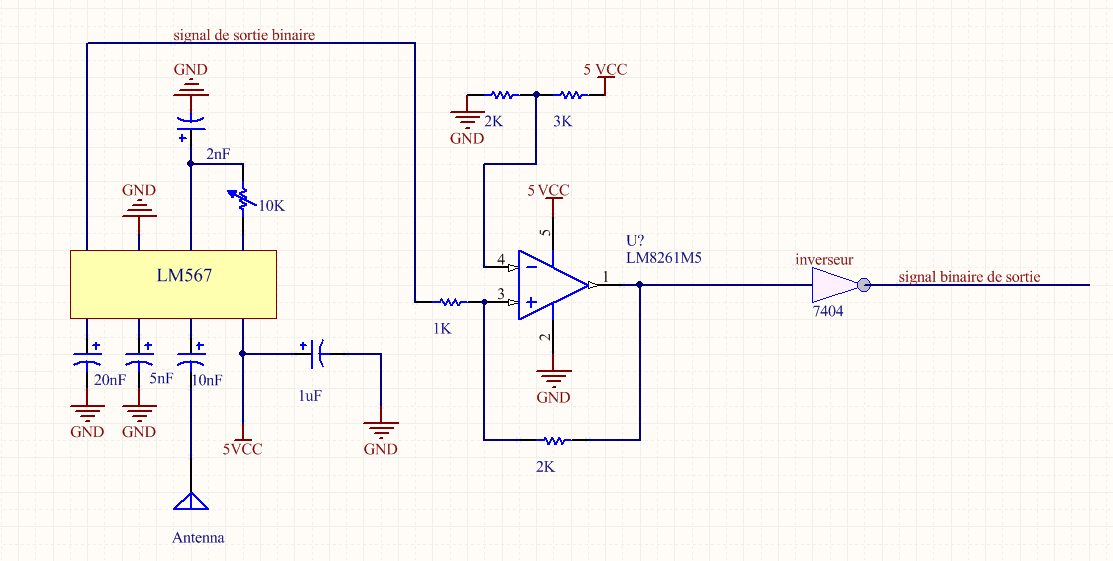 signal de sortie binaire
GND
2nF
GND
10K
LM567
20nF
5nF
10nF
GND
GND
5VCC
1uF
GND
Antenna
5 VCC
2K
3K
GND
5 VCC
5
4
3
1
2
U?
LM8261M5
1K
GND
2K
inverseur
7404
signal binaire de sortie